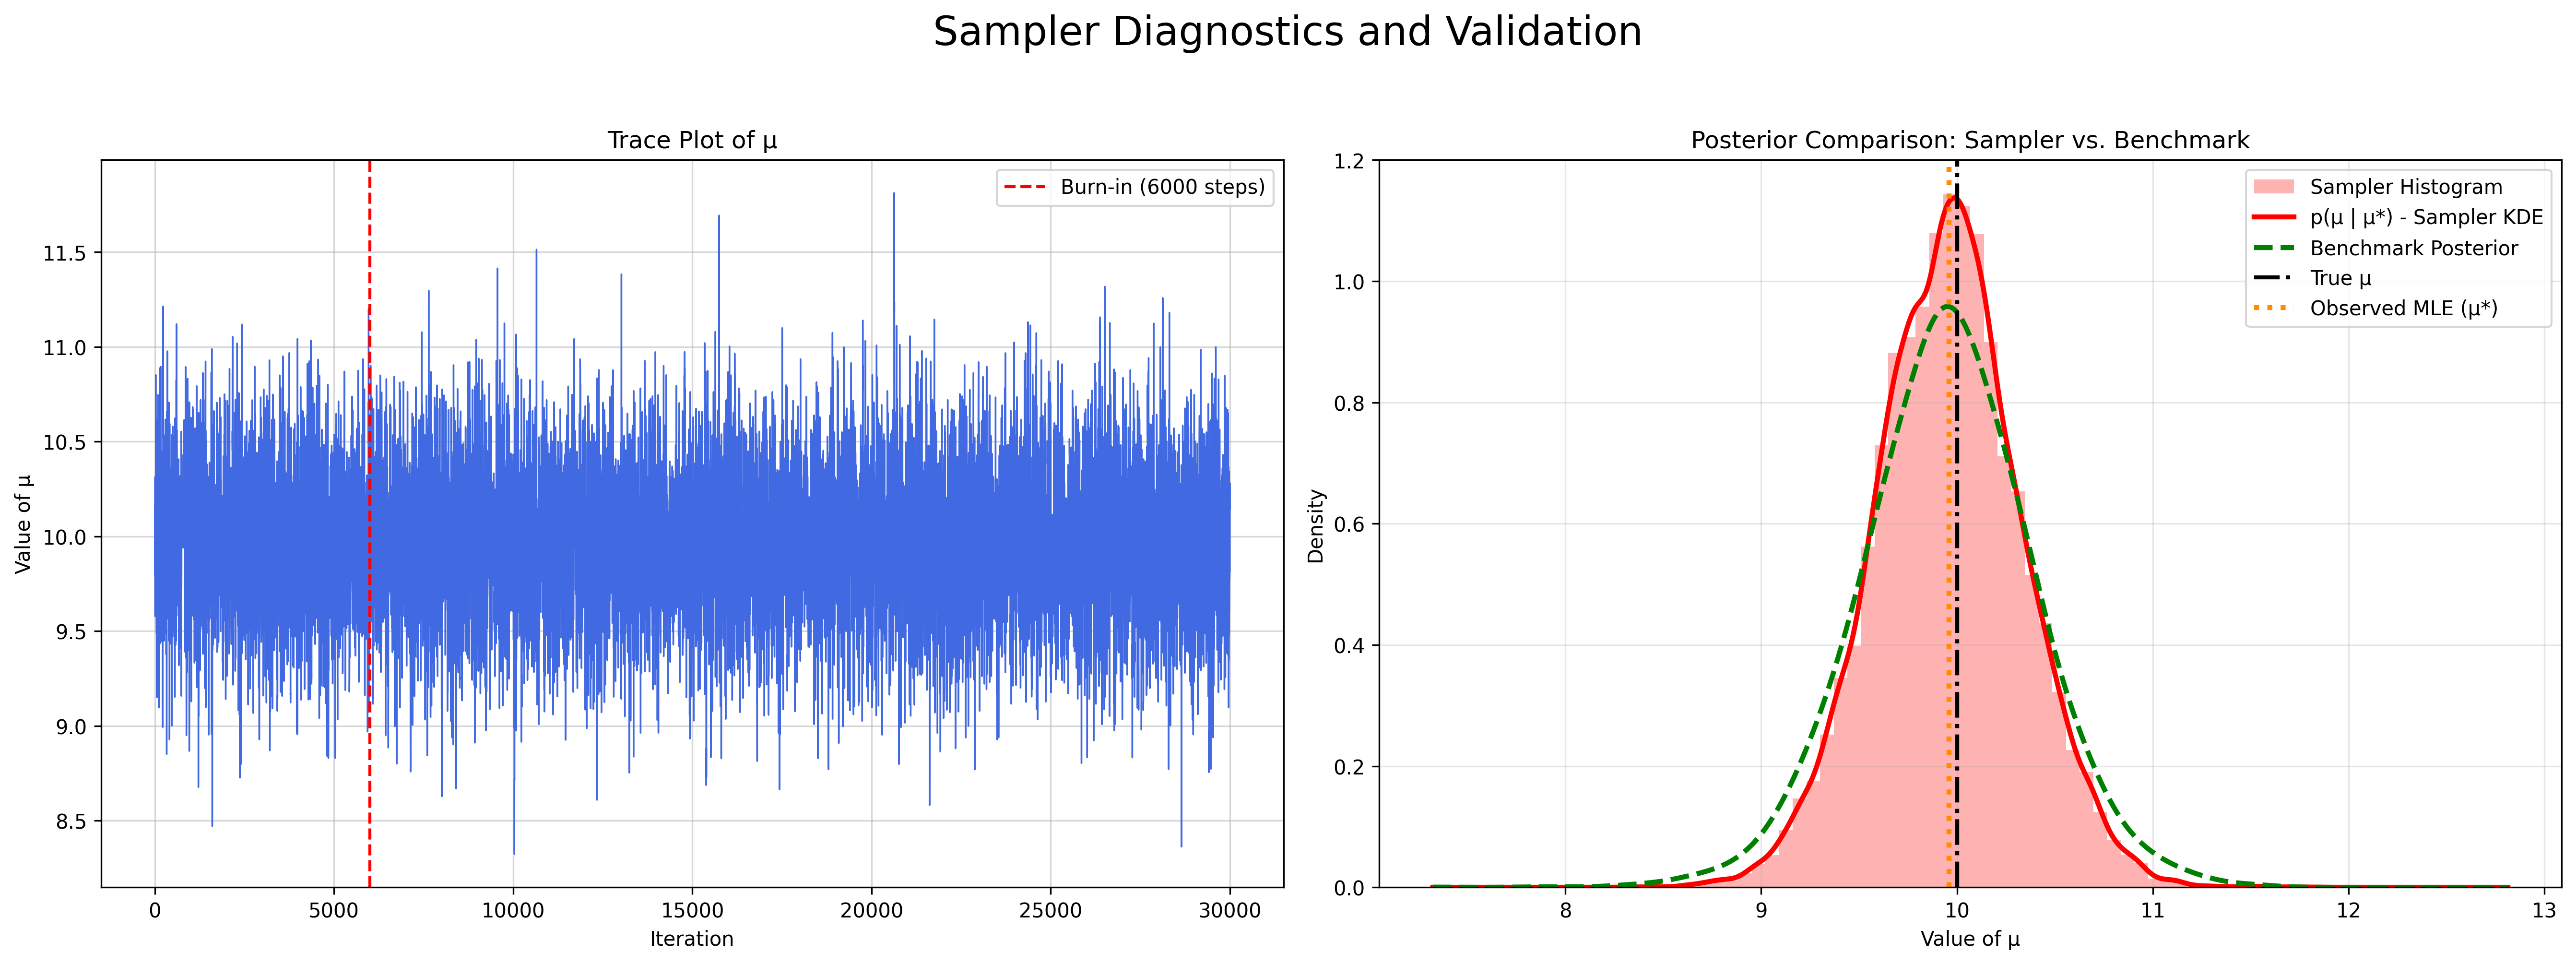 Sampler Diagnostics and Validation
Trace Plot of μ
Burn-in (6000 steps)
Value of μ
11.5
11.0
10.5
10.0
9.5
9.0
8.5
0
5000
10000
15000
20000
25000
30000
Iteration
Posterior Comparison: Sampler vs. Benchmark
Sampler Histogram
p(μ | μ*) - Sampler KDE
Benchmark Posterior
True μ
Observed MLE (μ*)
Density
1.2
1.0
0.8
0.6
0.4
0.2
0.0
8
9
10
11
12
13
Value of μ